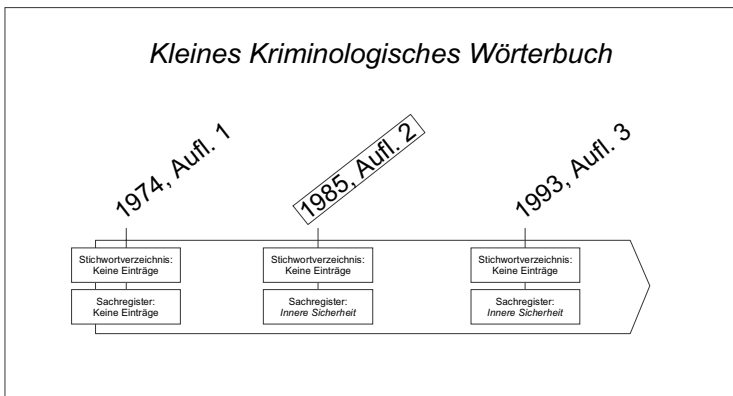 Kleines Kriminologisches Wörterbuch
1974, Aufl. 1
1985, Aufl. 2
1993, Aufl. 3
Stichwortverzeichnis:
Keine Einträge
Stichwortverzeichnis:
Keine Einträge
Stichwortverzeichnis:
Keine Einträge
Sachregister:
Keine Einträge
Sachregister:
Innere Sicherheit
Sachregister:
Innere Sicherheit